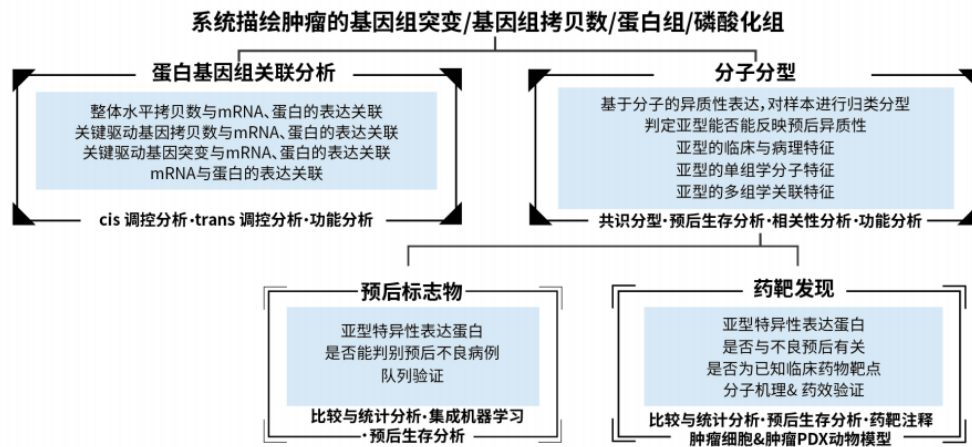 系统描绘肿瘤的基因组突变/基因组拷贝数/蛋白组/磷酸化组
蛋白基因组关联分析
整体水平拷贝数与mRNA、蛋白的表达关联
关键驱动基因拷贝数与mRNA、蛋白的表达关联
关键驱动基因突变与mRNA、蛋白的表达关联
mRNA与蛋白的表达关联
cis 调控分析·trans 调控分析·功能分析
分子分型
基于分子的异质性表达,对样本进行归类分型
判定亚型能否能反映预后异质性
亚型的临床与病理特征
亚型的单组学分子特征
亚型的多组学关联特征
共识分型·预后生存分析·相关性分析·功能分析
预后标志物
亚型特异性表达蛋白
是否能判别预后不良病例
队列验证
比较与统计分析·集成机器学习
·预后生存分析
药靶发现
亚型特异性表达蛋白
是否与不良预后有关
是否为已知临床药物靶点
分子机理& 药效验证
比较与统计分析·预后生存分析·药靶注释
肿瘤细胞&肿瘤PDX动物模型